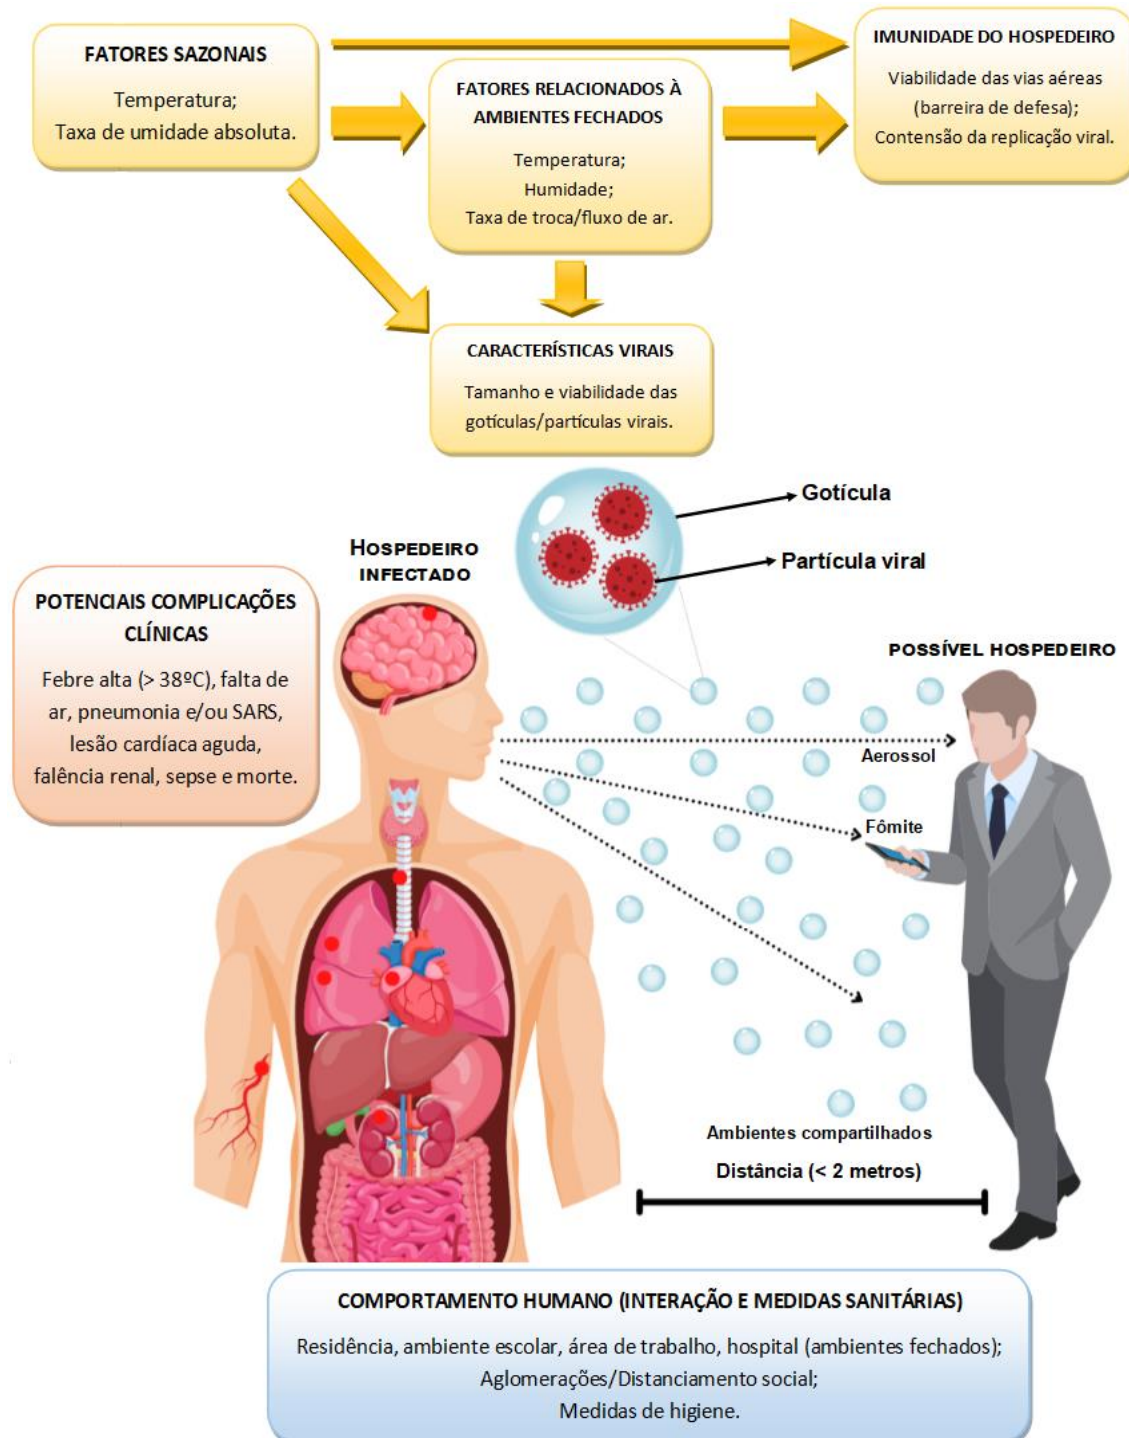 FATORES SAZONAIS
Temperatura;
Taxa de umidade absoluta.
FATORES RELACIONADOS À
AMBIENTES FECHADOS
Temperatura;
Humidade;
Taxa de troca/fluxo de ar.
IMUNIDADE DO HOSPEDEIRO
Viabilidade das vias aéreas
(barreira de defesa);
Contensão da replicação viral.
CARACTERÍSTICAS VIRAIS
Tamanho e viabilidade das
gotículas/partículas virais.
Gotícula
Partícula viral
HOSPEDEIRO
INFECTADO
POTENCIAIS COMPLICAÇÕES
CLÍNICAS
Febre alta (> 38ºC), falta de
ar, pneumonia e/ou SARS,
lesão cardíaca aguda,
falência renal, sepse e morte.
POSSÍVEL HOSPEDEIRO
Aerossol
Fômite
Ambientes compartilhados
Distância (< 2 metros)
COMPORTAMENTO HUMANO (INTERAÇÃO E MEDIDAS SANITÁRIAS)
Residência, ambiente escolar, área de trabalho, hospital (ambientes fechados);
Aglomerações/Distanciamento social;
Medidas de higiene.